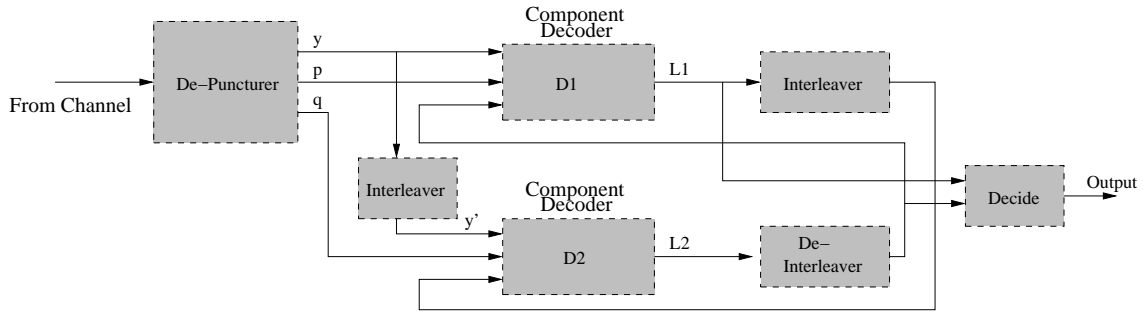 From Channel
De-Puncturer
y
p
q
Component
Decoder
D1
L1
Interleaver
Interleaver
y'
Component
Decoder
D2
L2
De-
Interleaver
Decide
Output